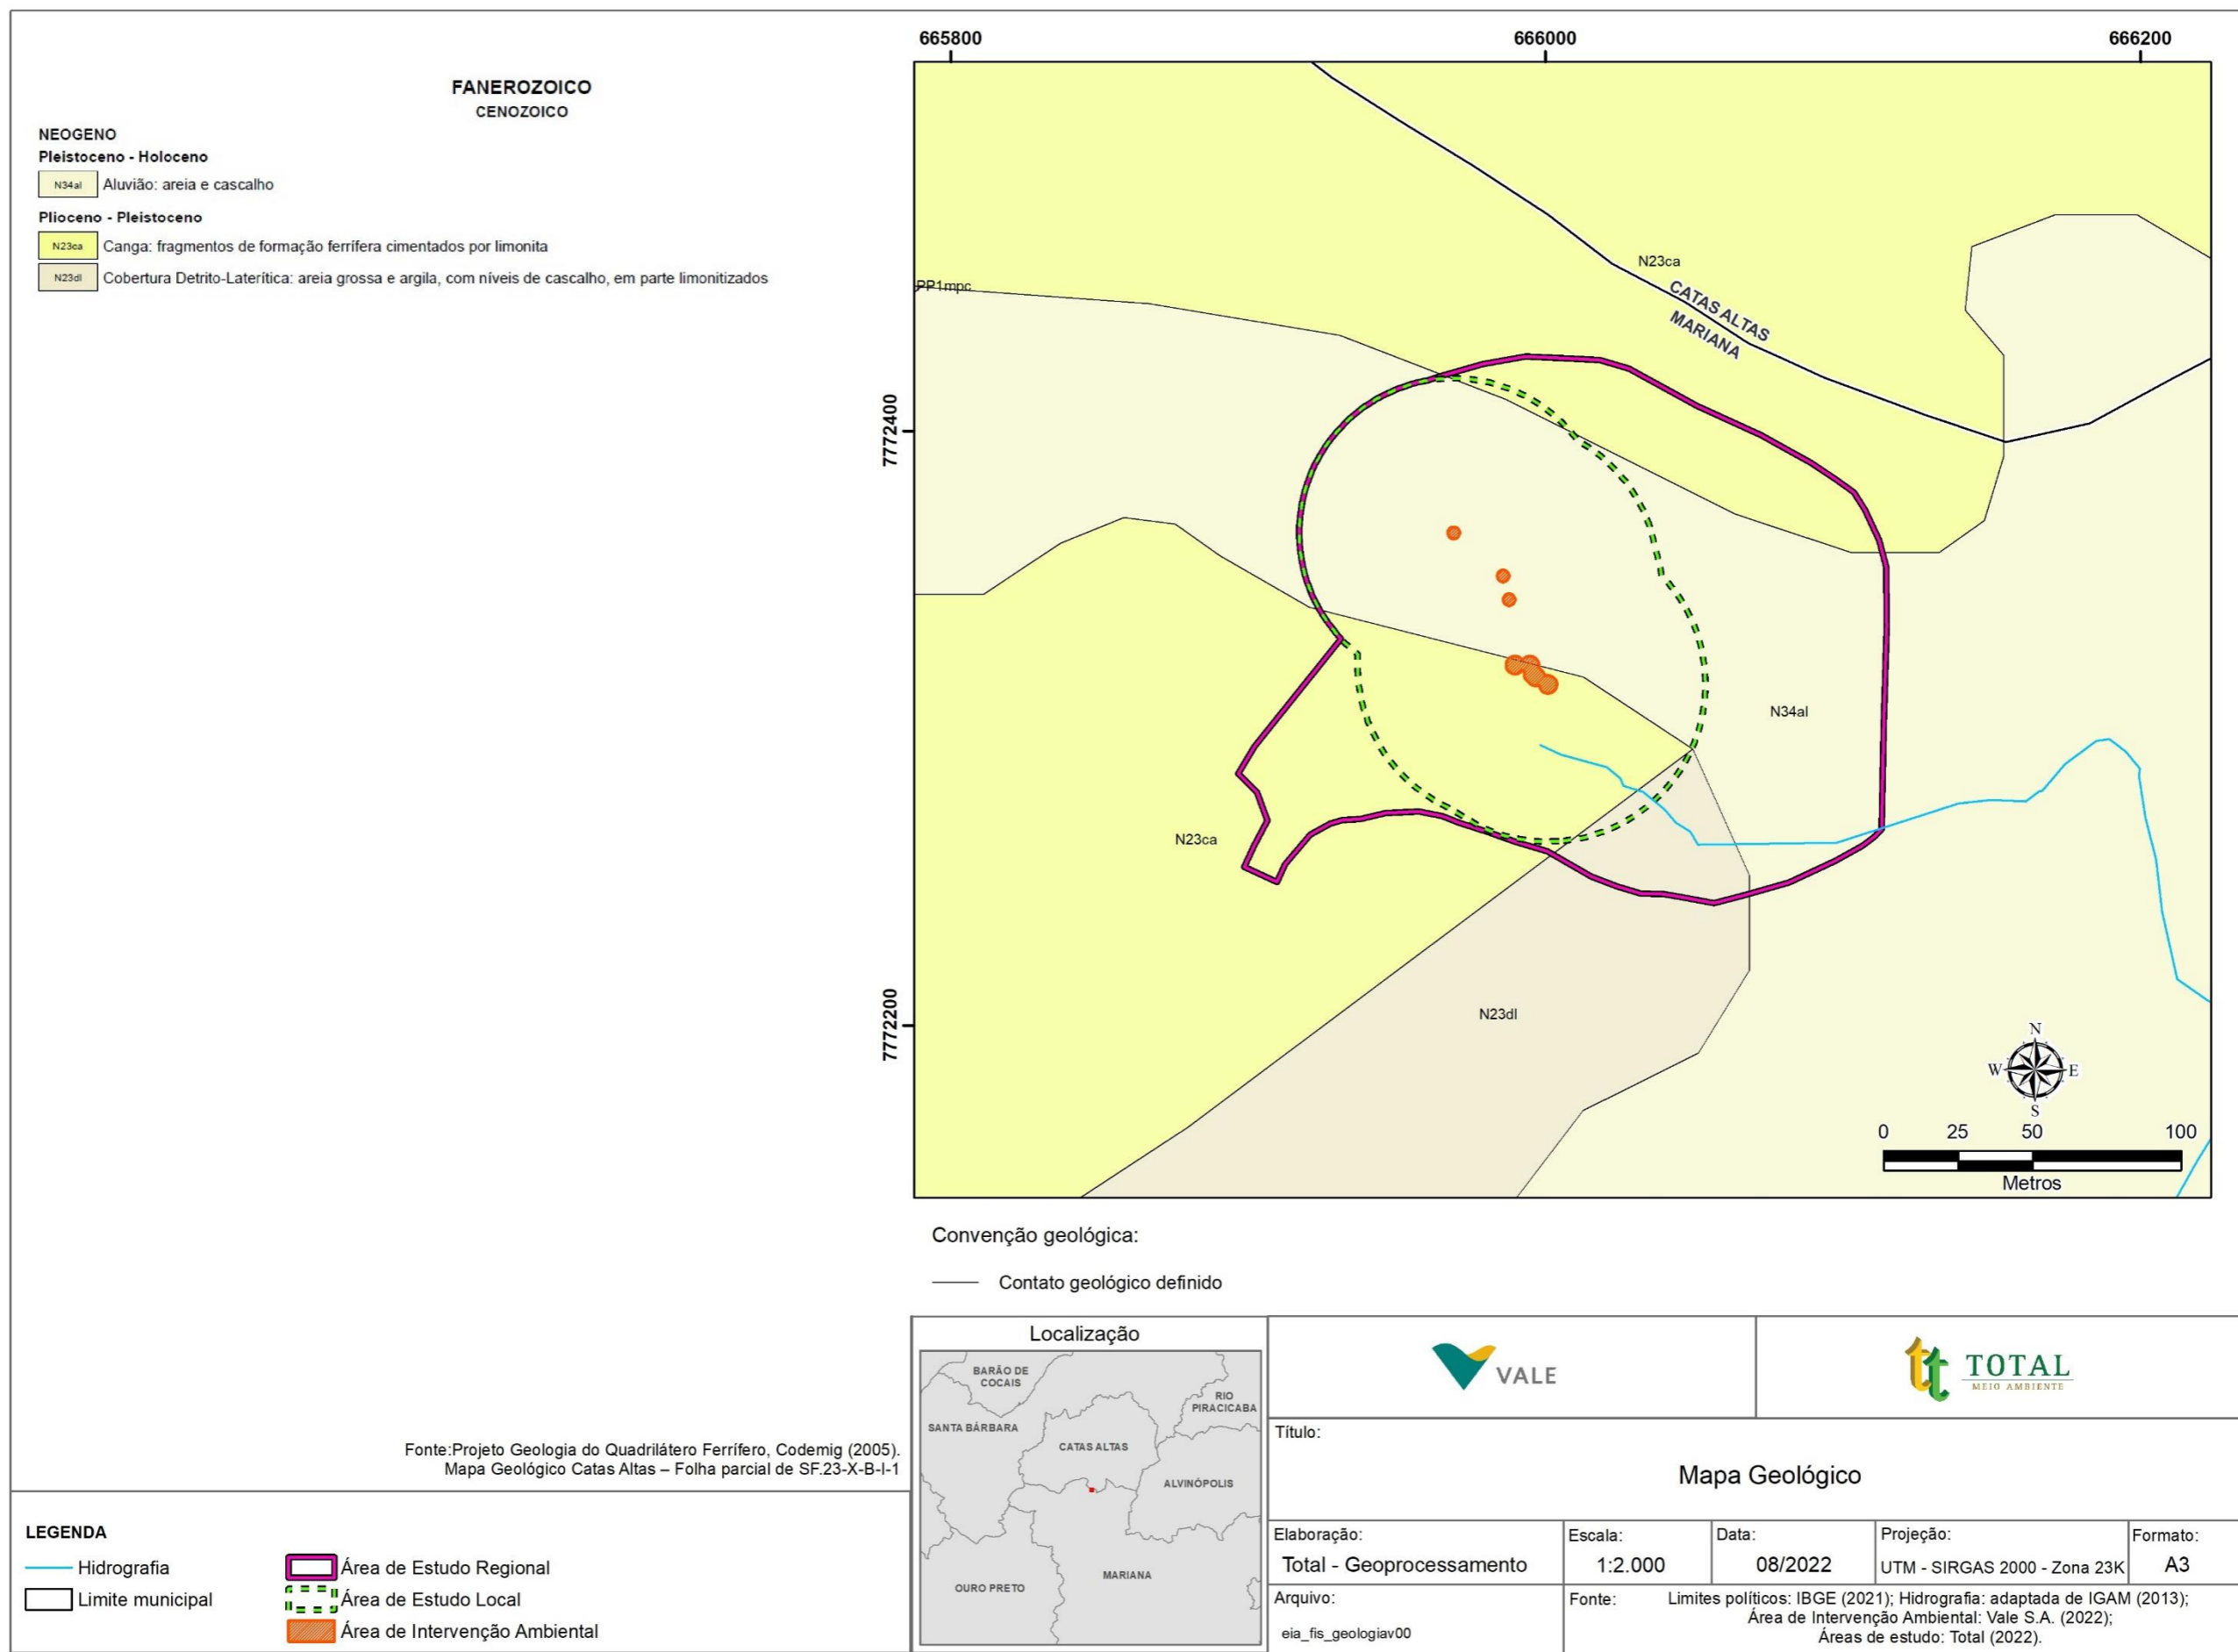 FANEROZOICO
CENOZOICO
NEOGENO
Pleistoceno - Holoceno
N34al Aluvião: areia e cascalho
Plioceno - Pleistoceno
N23ca Canga: fragmentos de formação ferrífera cimentados por limonita
N23dl Cobertura Detrito-Laterítica: areia grossa e argila, com níveis de cascalho, em parte limonitizados
665800 666000 666200
7772400
7772200
N23ca
PP1mpc
CATAS ALTAS
MARIANA
N34al
N23ca
N23dl
N
W E
S
0 25 50 100
Metros
Convenção geológica:
Contato geológico definido
Fonte:Projeto Geologia do Quadrilátero Ferrífero, Codemig (2005).
Mapa Geológico Catas Altas – Folha parcial de SF.23-X-B-I-1
LEGENDA
Hidrografia
Limite municipal
Área de Estudo Regional
Área de Estudo Local
Área de Intervenção Ambiental
Localização
BARÃO DE
COCAIS
RIO
PIRACICABA
SANTA BÁRBARA
CATAS ALTAS
ALVINÓPOLIS
MARIANA
OURO PRETO
VALE
tt TOTAL
MEIO AMBIENTE
Título:
Mapa Geológico
Elaboração:
Total - Geoprocessamento
Escala:
1:2.000
Data:
08/2022
Projeção:
UTM - SIRGAS 2000 - Zona 23K
Formato:
A3
Arquivo:
eia_fis_geologiav00
Fonte: Limites políticos: IBGE (2021); Hidrografia: adaptada de IGAM (2013);
Área de Intervenção Ambiental: Vale S.A. (2022);
Áreas de estudo: Total (2022).